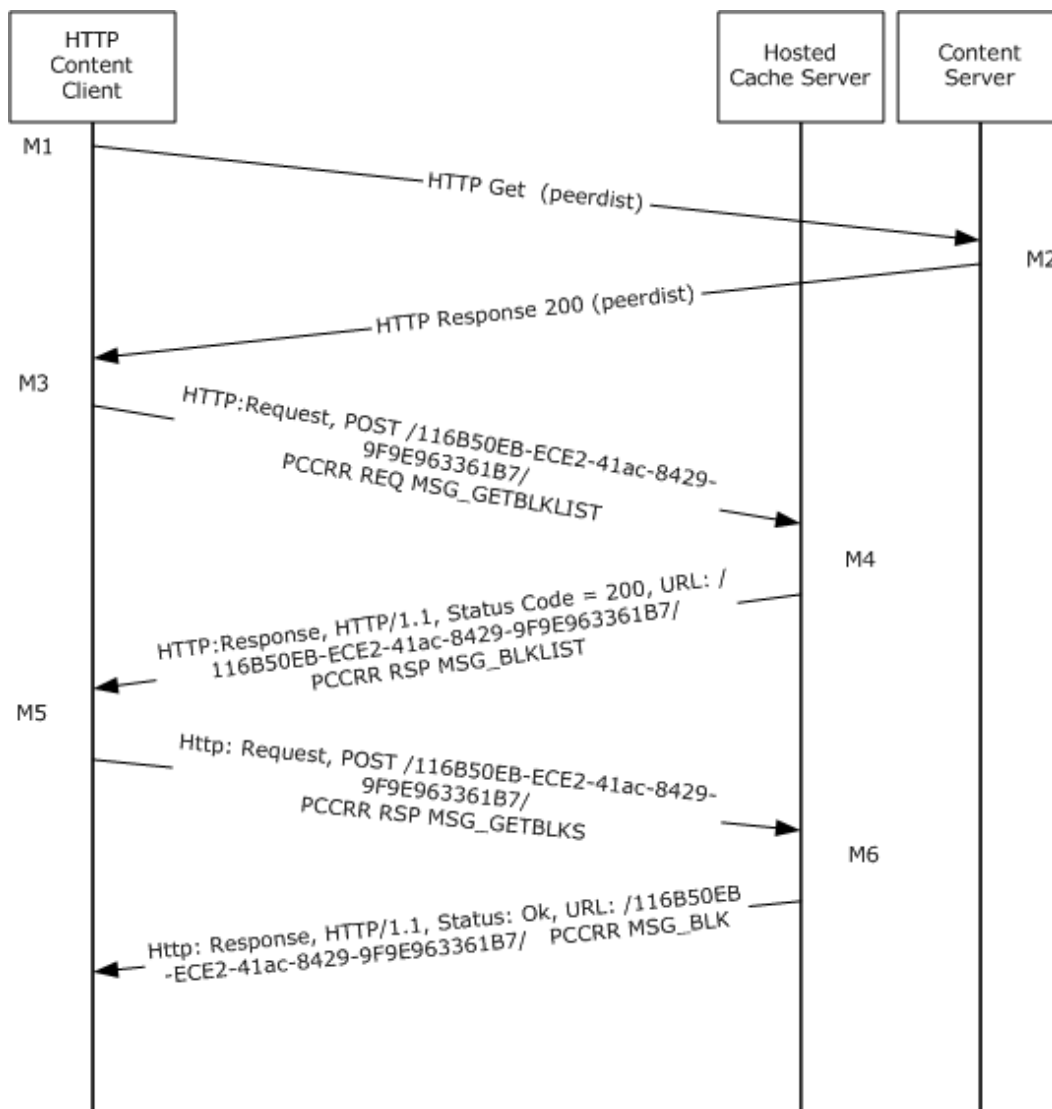 HTTP
Content
Client
Hosted
Cache Server
Content
Server
M1
HTTP Get  (peerdist)
M2
HTTP Response 200 (peerdist)
M3
HTTP:Request, POST /116B50EB-ECE2-41ac-8429-
9F9E963361B7/
PCCRR REQ MSG_GETBLKLIST
M4
HTTP:Response, HTTP/1.1, Status Code = 200, URL: /
116B50EB-ECE2-41ac-8429-9F9E963361B7/
PCCRR RSP MSG_BLKLIST
M5
Http: Request, POST /116B50EB-ECE2-41ac-8429-
9F9E963361B7/
PCCRR RSP MSG_GETBLKS
M6
Http: Response, HTTP/1.1, Status: Ok, URL: /116B50EB
-ECE2-41ac-8429-9F9E963361B7/   PCCRR MSG_BLK